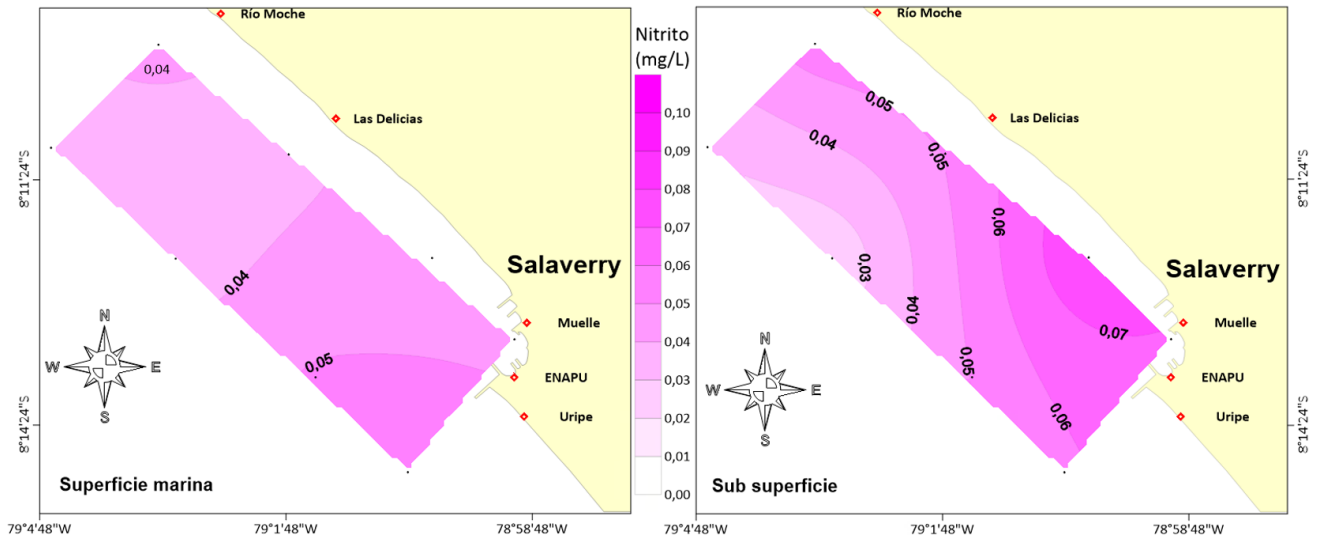 Río Moche
0,04
Las Delicias
8°11'24"S
0,04
Salaverry
N
W
E
S
Muelle
0,05
ENAPU
Uripe
8°14'24"S
Superficie marina
79°4'48"W
79°1'48"W
78°58'48"W
Nitrito
(mg/L)
0,10
0,09
0,08
0,07
0,06
0,05
0,04
0,03
0,02
0,01
0,00
Río Moche
0,05
Las Delicias
0,04
0,05
8°11'24"S
0,06
0,03
Salaverry
0,04
Muelle
0,07
N
W
E
S
0,05
ENAPU
0,06
Uripe
8°14'24"S
Sub superficie
79°4'48"W
79°1'48"W
78°58'48"W